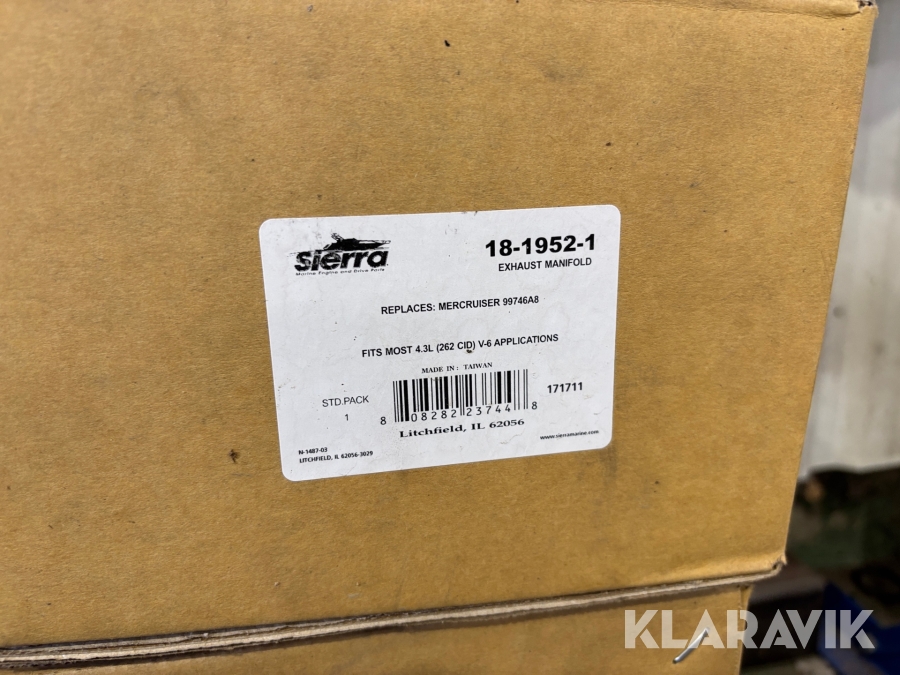 sierra
Marine Engine and Drive Parts
18-1952-1
EXHAUST MANIFOLD
REPLACES: MERCRUISER 99746A8
FITS MOST 4.3L (262 CID) V-6 APPLICATIONS
MADE IN: TAIWAN
STD.PACK
1
171711
8 08282 23744 8
Litchfield, IL 62056
N-1487-03
LITCHFIELD, IL 62056-3029
www.sierramarine.com
KLARAVIK